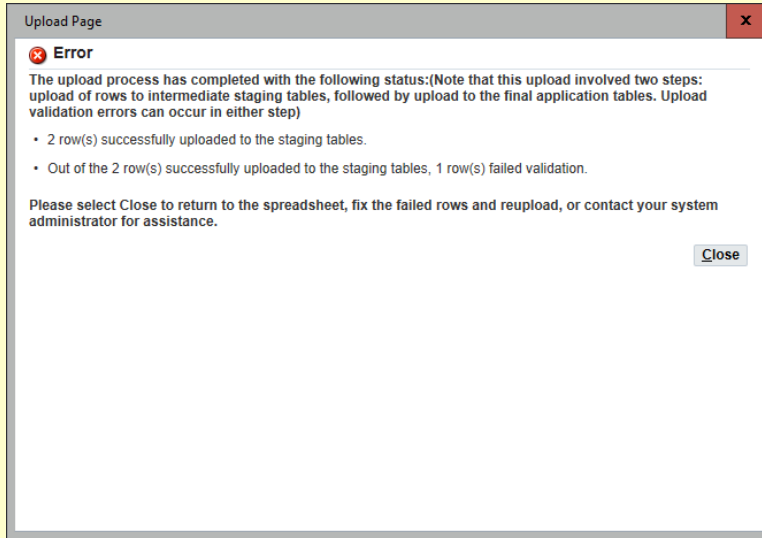 Upload Page
x
Error
The upload process has completed with the following status:(Note that this upload involved two steps:
upload of rows to intermediate staging tables, followed by upload to the final application tables. Upload
validation errors can occur in either step)
• 2 row(s) successfully uploaded to the staging tables.
• Out of the 2 row(s) successfully uploaded to the staging tables, 1 row(s) failed validation.
Please select Close to return to the spreadsheet, fix the failed rows and reupload, or contact your system
administrator for assistance.
Close